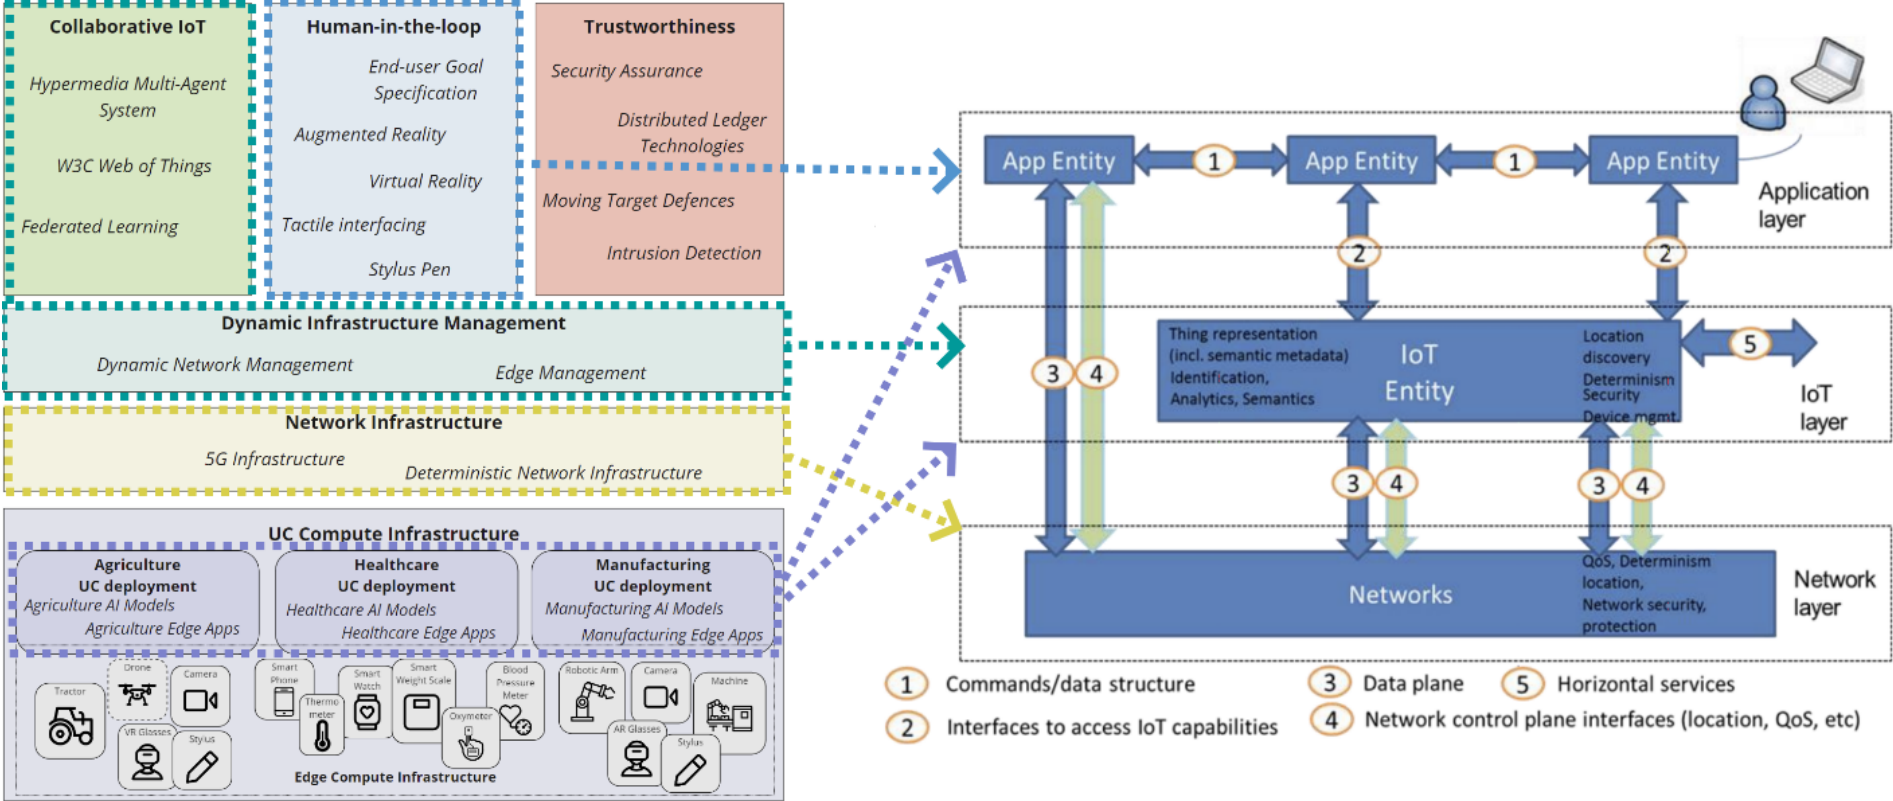 Collaborative IoT
Hypermedia Multi-Agent
System
W3C Web of Things
Federated Learning
Human-in-the-loop
End-user Goal
Specification
Augmented Reality
Virtual Reality
Tactile interfacing
Stylus Pen
Trustworthiness
Security Assurance
Distributed Ledger
Technologies
Moving Target Defences
Intrusion Detection
Dynamic Infrastructure Management
Dynamic Network Management
Edge Management
Network Infrastructure
5G Infrastructure
Deterministic Network Infrastructure
UC Compute Infrastructure
Agriculture
UC deployment
Agriculture AI Models
Agriculture Edge Apps
Healthcare
UC deployment
Healthcare AI Models
Healthcare Edge Apps
Manufacturing
UC deployment
Manufacturing AI Models
Manufacturing Edge Apps
Tractor
Drone
Camera
VR Glasses
Stylus
Smart
Phone
Thermo
meter
Smart
Watch
Smart
Weight Scale
Oxymeter
Blood
Pressure
Meter
Robotic Arm
Camera
Machine
AR Glasses
Stylus
Edge Compute Infrastructure
App Entity
1
App Entity
1
App Entity
Application
layer
2
2
3
4
Thing representation
(incl. semantic metadata)
Identification,
Analytics, Semantics
IoT
Entity
Location
discovery
Determinism
Security
Device mgmt
5
IoT
layer
3
4
3
4
Networks
QoS, Determinism
location,
Network security,
protection
Network
layer
1 Commands/data structure
2 Interfaces to access IoT capabilities
3 Data plane
5 Horizontal services
4 Network control plane interfaces (location, QoS, etc)